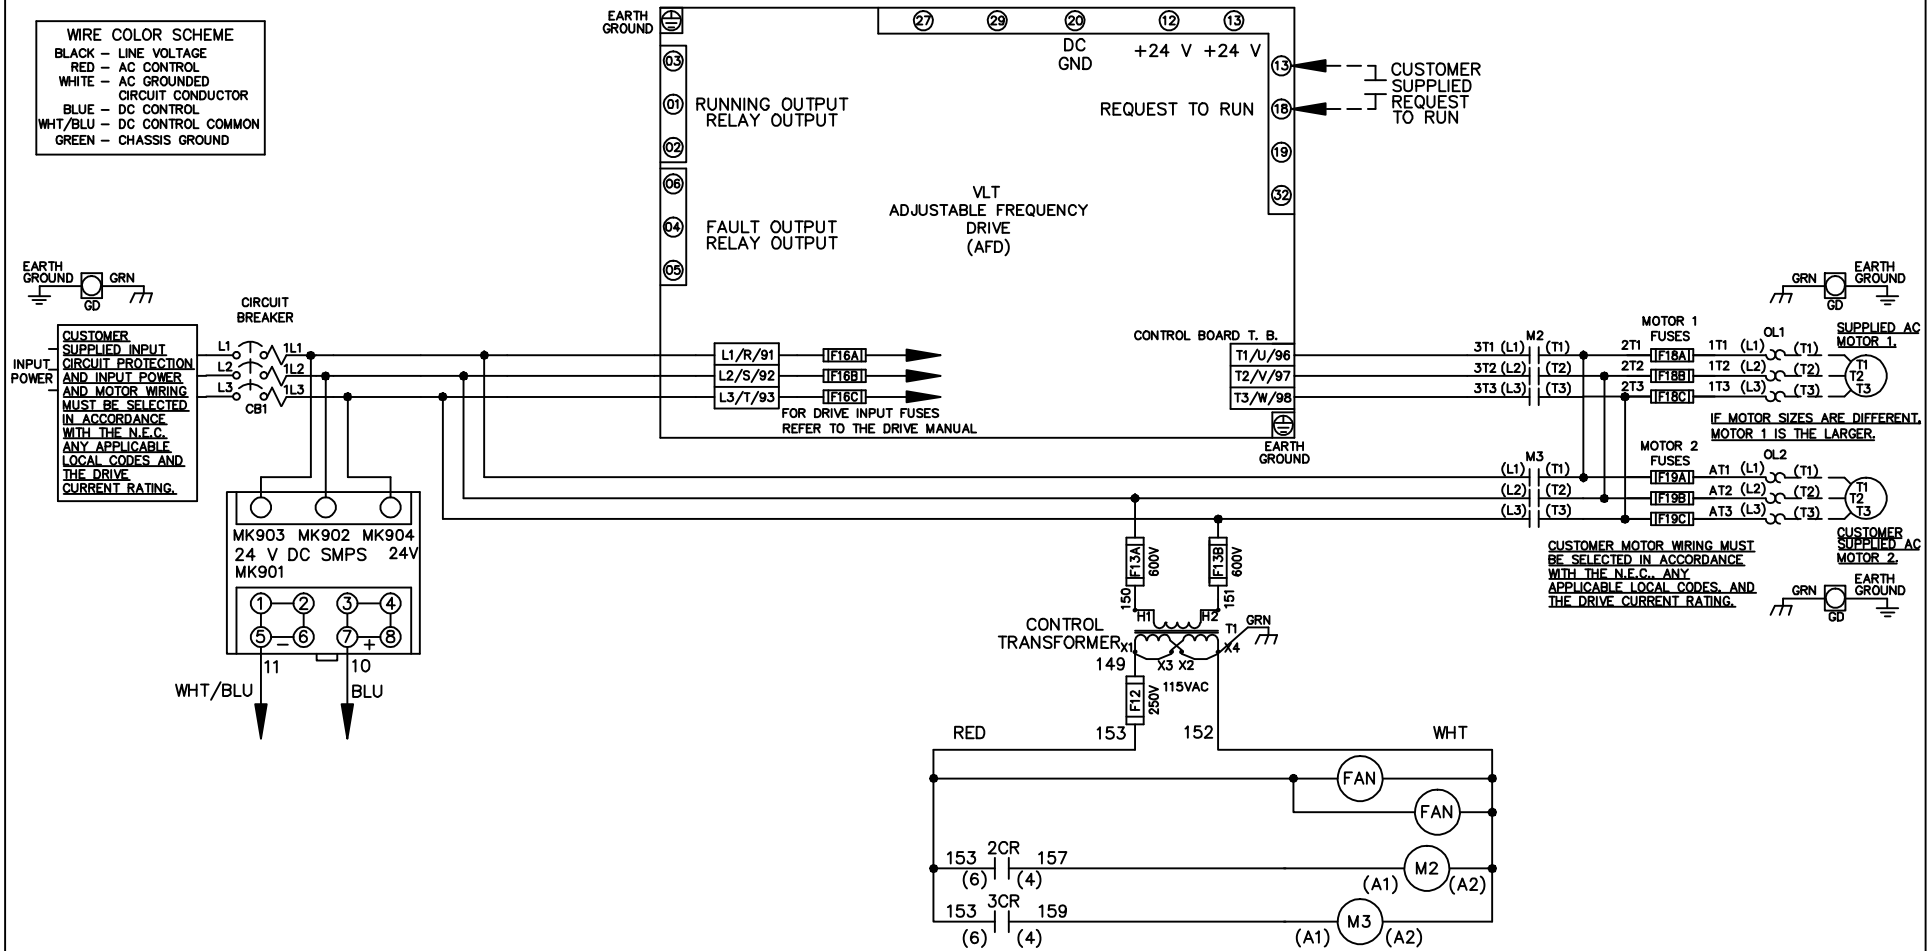 WIRE COLOR SCHEME
BLACK – LINE VOLTAGE
RED – AC CONTROL
WHITE – AC GROUNDED
CIRCUIT CONDUCTOR
BLUE – DC CONTROL
WHT/BLU – DC CONTROL COMMON
GREEN – CHASSIS GROUND
EARTH
GROUND
27
29
20
12
13
DC
GND
+24 V
+24 V
03
01
02
RUNNING OUTPUT
RELAY OUTPUT
06
04
05
FAULT OUTPUT
RELAY OUTPUT
VLT
ADJUSTABLE FREQUENCY
DRIVE
(AFD)
REQUEST TO RUN
13
18
19
32
CUSTOMER
SUPPLIED
REQUEST
TO RUN
EARTH
GROUND
GRN
GD
CIRCUIT
BREAKER
INPUT
POWER
CUSTOMER
SUPPLIED INPUT
CIRCUIT PROTECTION
AND INPUT POWER
AND MOTOR WIRING
MUST BE SELECTED
IN ACCORDANCE
WITH THE N.E.C.
ANY APPLICABLE
LOCAL CODES AND
THE DRIVE
CURRENT RATING.
L1
1L1
L2
1L2
L3
1L3
CB1
L1/R/91
F16A
L2/S/92
F16B
L3/T/93
F16C
FOR DRIVE INPUT FUSES
REFER TO THE DRIVE MANUAL
CONTROL BOARD T. B.
T1/U/96
T2/V/97
T3/W/98
EARTH
GROUND
M2
3T1 (L1) (T1)
3T2 (L2) (T2)
3T3 (L3) (T3)
MOTOR 1
FUSES
2T1 F18A 1T1 (L1) (T1)
2T2 F18B 1T2 (L2) (T2)
2T3 F18C 1T3 (L3) (T3)
OL1
GRN
GD
EARTH
GROUND
SUPPLIED AC
MOTOR 1.
T1
T2
T3
IF MOTOR SIZES ARE DIFFERENT,
MOTOR 1 IS THE LARGER.
M3
(L1) (T1)
(L2) (T2)
(L3) (T3)
MOTOR 2
FUSES
OL2
F19A AT1 (L1) (T1)
F19B AT2 (L2) (T2)
F19C AT3 (L3) (T3)
T1
T2
T3
CUSTOMER
SUPPLIED AC
MOTOR 2.
CUSTOMER MOTOR WIRING MUST
BE SELECTED IN ACCORDANCE
WITH THE N.E.C., ANY
APPLICABLE LOCAL CODES, AND
THE DRIVE CURRENT RATING.
GRN
GD
EARTH
GROUND
MK903 MK902 MK904
24 V DC SMPS 24V
MK901
1 2 3 4
5 – 6 7 + 8
11
10
WHT/BLU
BLU
F13A
600V
F13B
600V
150
151
H1
H2
CONTROL
TRANSFORMER
T1
GRN
X1
X3 X2
X4
149
115VAC
F12
250V
153
152
RED
WHT
FAN
FAN
153 2CR 157
(6) (4)
M2
(A1) (A2)
153 3CR 159
(6) (4)
M3
(A1) (A2)